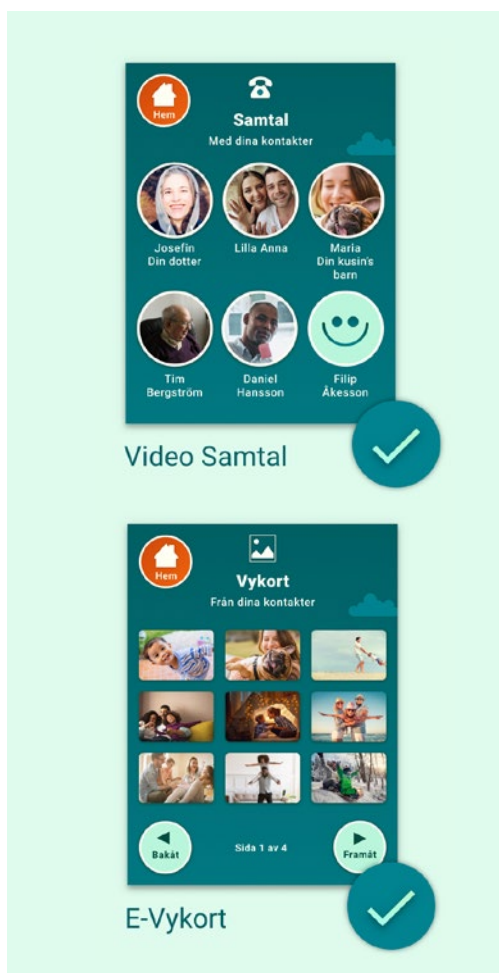 Hem
Samtal
Med dina kontakter
Josefin
Din dotter
Lilla Anna
Maria
Din kusin's
barn
Tim
Bergström
Daniel
Hansson
Filip
Åkesson
Video Samtal
Hem
Vykort
Från dina kontakter
Bakåt
Sida 1 av 4
Framåt
E-Vykort